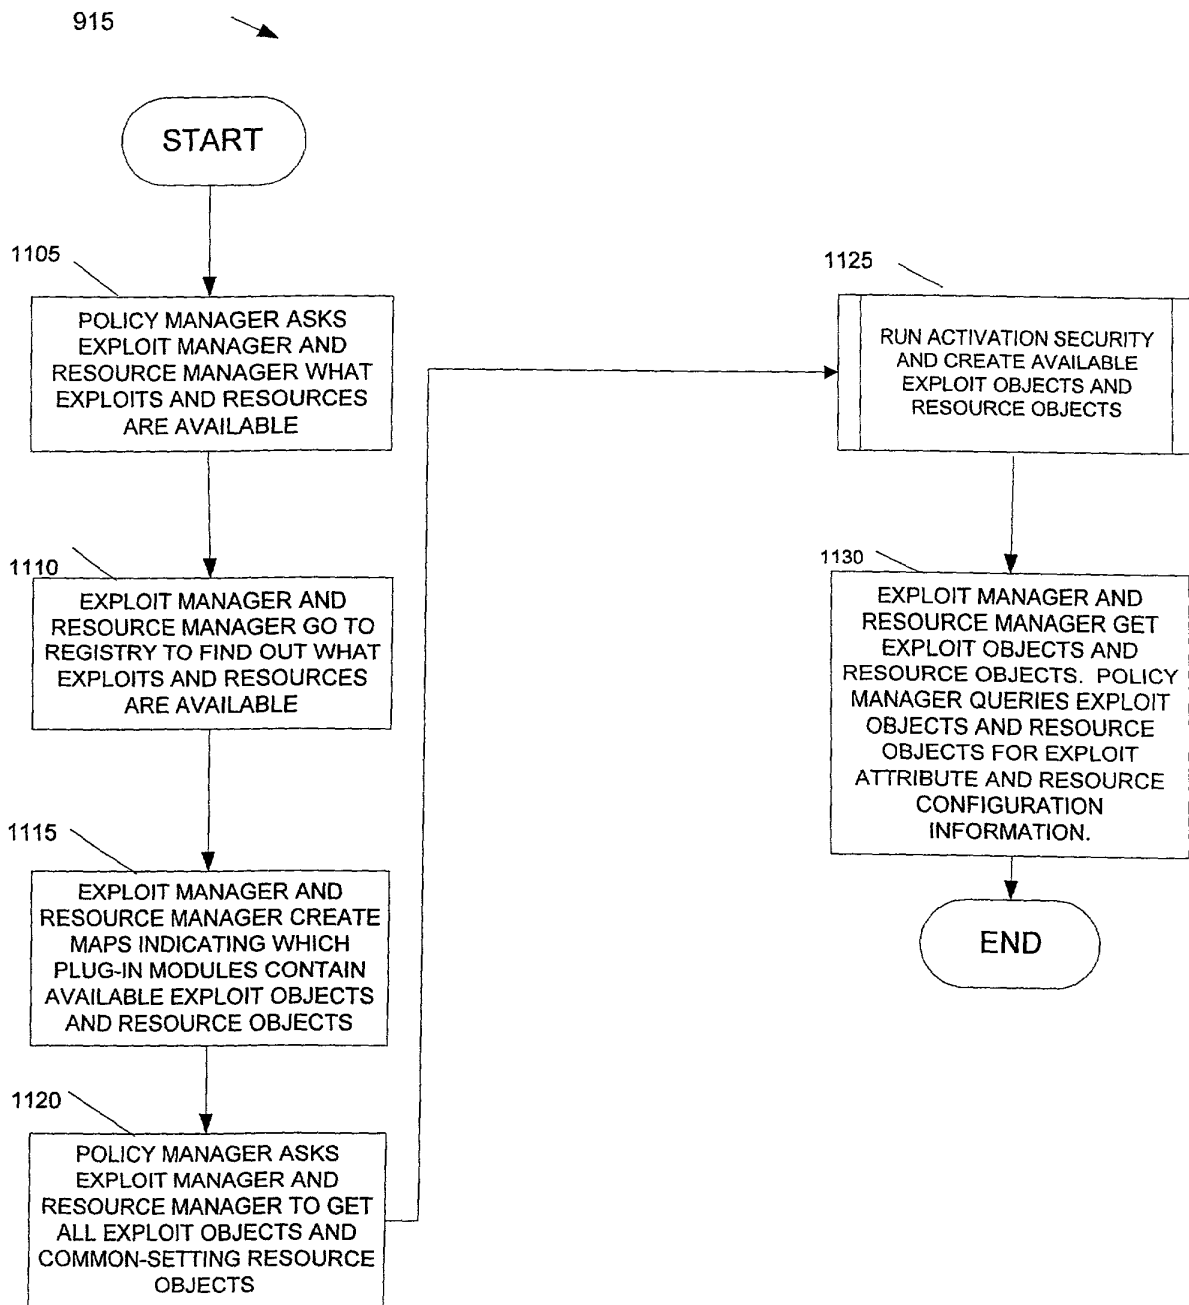 915
START
1105
POLICY MANAGER ASKS
EXPLOIT MANAGER AND
RESOURCE MANAGER WHAT
EXPLOITS AND RESOURCES
ARE AVAILABLE
1110
EXPLOIT MANAGER AND
RESOURCE MANAGER GO TO
REGISTRY TO FIND OUT WHAT
EXPLOITS AND RESOURCES
ARE AVAILABLE
1115
EXPLOIT MANAGER AND
RESOURCE MANAGER CREATE
MAPS INDICATING WHICH
PLUG-IN MODULES CONTAIN
AVAILABLE EXPLOIT OBJECTS
AND RESOURCE OBJECTS
1120
POLICY MANAGER ASKS
EXPLOIT MANAGER AND
RESOURCE MANAGER TO GET
ALL EXPLOIT OBJECTS AND
COMMON-SETTING RESOURCE
OBJECTS
1125
RUN ACTIVATION SECURITY
AND CREATE AVAILABLE
EXPLOIT OBJECTS AND
RESOURCE OBJECTS
1130
EXPLOIT MANAGER AND
RESOURCE MANAGER GET
EXPLOIT OBJECTS AND
RESOURCE OBJECTS. POLICY
MANAGER QUERIES EXPLOIT
OBJECTS AND RESOURCE
OBJECTS FOR EXPLOIT
ATTRIBUTE AND RESOURCE
CONFIGURATION
INFORMATION.
END